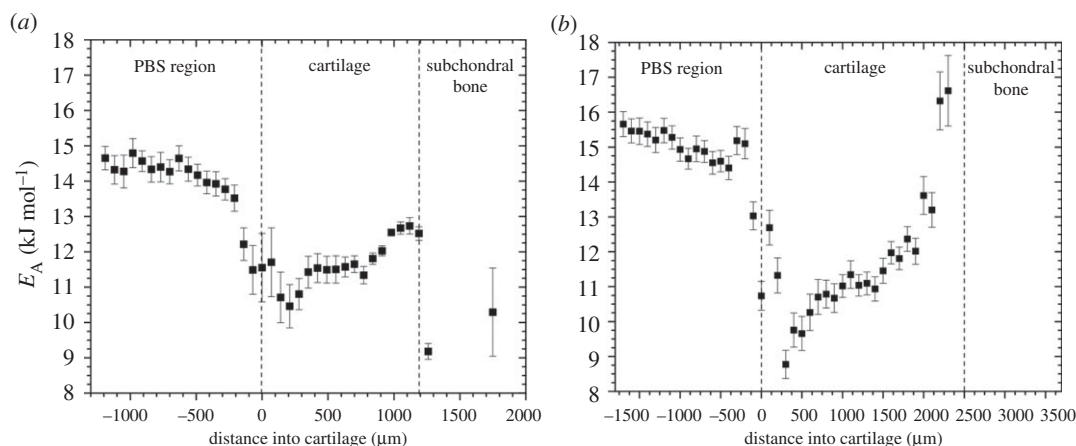 (a)
18
17
16
15
14
13
12
11
10
9
8
E_A (kJ mol⁻¹)
PBS region
cartilage
subchondral
bone
−1000 −500 0 500 1000 1500 2000
distance into cartilage (μm)
(b)
18
17
16
15
14
13
12
11
10
9
8
PBS region
cartilage
subchondral
bone
−1500 −1000 −500 0 500 1000 1500 2000 2500 3000 3500
distance into cartilage (μm)